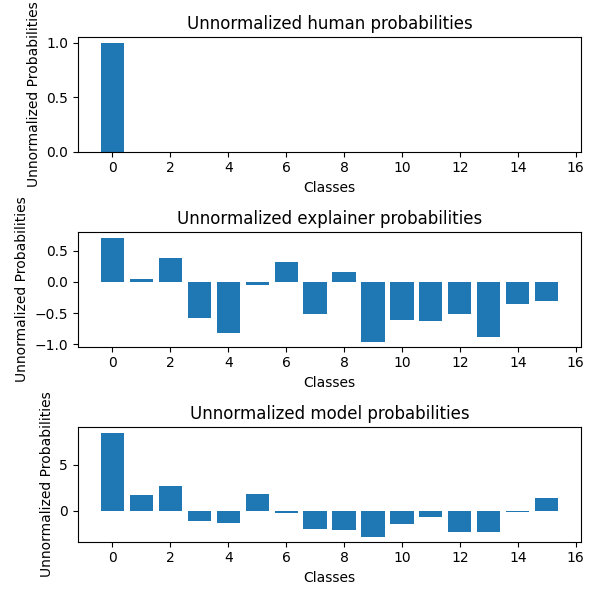 Unnormalized human probabilities
Unnormalized Probabilities
1.0
0.5
0.0
0 2 4 6 8 10 12 14 16
Classes
Unnormalized explainer probabilities
Unnormalized Probabilities
0.5
0.0
−0.5
−1.0
0 2 4 6 8 10 12 14 16
Classes
Unnormalized model probabilities
Unnormalized Probabilities
5
0
0 2 4 6 8 10 12 14 16
Classes